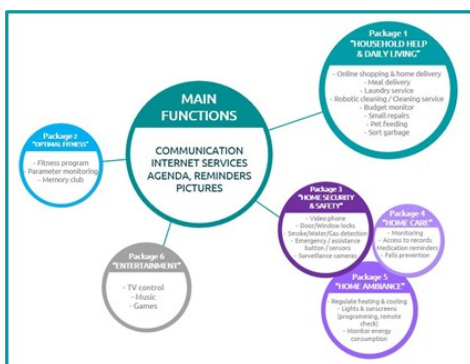 MAIN
FUNCTIONS
COMMUNICATION
INTERNET SERVICES
AGENDA, REMINDERS
PICTURES
Package 1
"HOUSEHOLD HELP
& DAILY LIVING"
- Online shopping & home delivery
- Meal delivery
- Laundry service
- Robotic cleaning / Cleaning service
- Budget monitor
- Small repairs
- Pet feeding
- Sort garbage
Package 2
"OPTIMAL FITNESS"
- Fitness program
- Parameter monitoring
- Memory club
Package 3
"HOME SECURITY
& SAFETY"
- Video phone
- Door/Window locks
- Smoke/Water/Gas detection
- Emergency / assistance
button / sensors
- Surveillance cameras
Package 4
"HOME CARE"
- Monitoring
- Access to records
Medication reminders
- Falls prevention
Package 5
"HOME AMBIANCE"
- Regulate heating & cooling
- Lights & sunscreens
(programming, remote
check)
- Monitor energy
consumption
Package 6
"ENTERTAINMENT"
- TV control
- Music
- Games